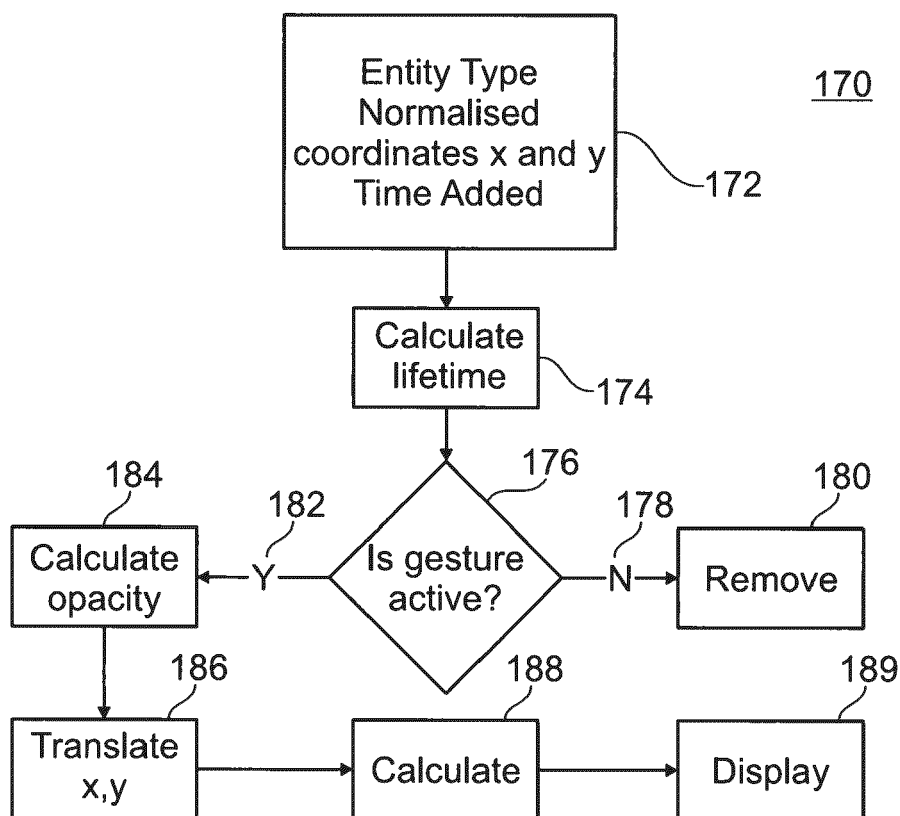 Entity Type
Normalised
coordinates x and y
Time Added
170
172
Calculate
lifetime
174
176
Is gesture
active?
178
N
180
Remove
182
Y
184
Calculate
opacity
186
Translate
x,y
188
Calculate
189
Display